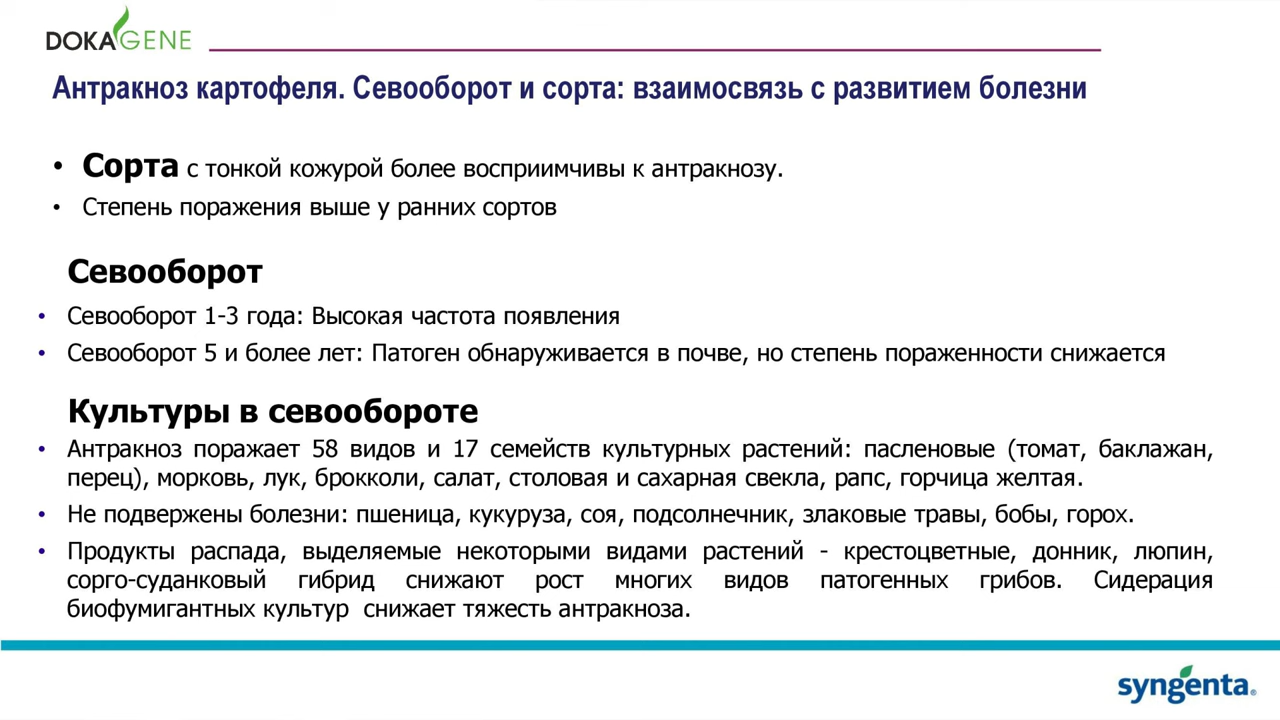 DOKAGENE
Антракноз картофеля. Севооборот и сорта: взаимосвязь с развитием болезни
• Сорта с тонкой кожурой более восприимчивы к антракнозу.
• Степень поражения выше у ранних сортов
Севооборот
• Севооборот 1-3 года: Высокая частота появления
• Севооборот 5 и более лет: Патоген обнаруживается в почве, но степень пораженности снижается
Культуры в севообороте
• Антракноз поражает 58 видов и 17 семейств культурных растений: пасленовые (томат, баклажан,
перец), морковь, лук, брокколи, салат, столовая и сахарная свекла, рапс, горчица желтая.
• Не подвержены болезни: пшеница, кукуруза, соя, подсолнечник, злаковые травы, бобы, горох.
• Продукты распада, выделяемые некоторыми видами растений - крестоцветные, донник, люпин,
сорго-суданковый гибрид снижают рост многих видов патогенных грибов. Сидерация
биофумигантных культур снижает тяжесть антракноза.
syngenta®